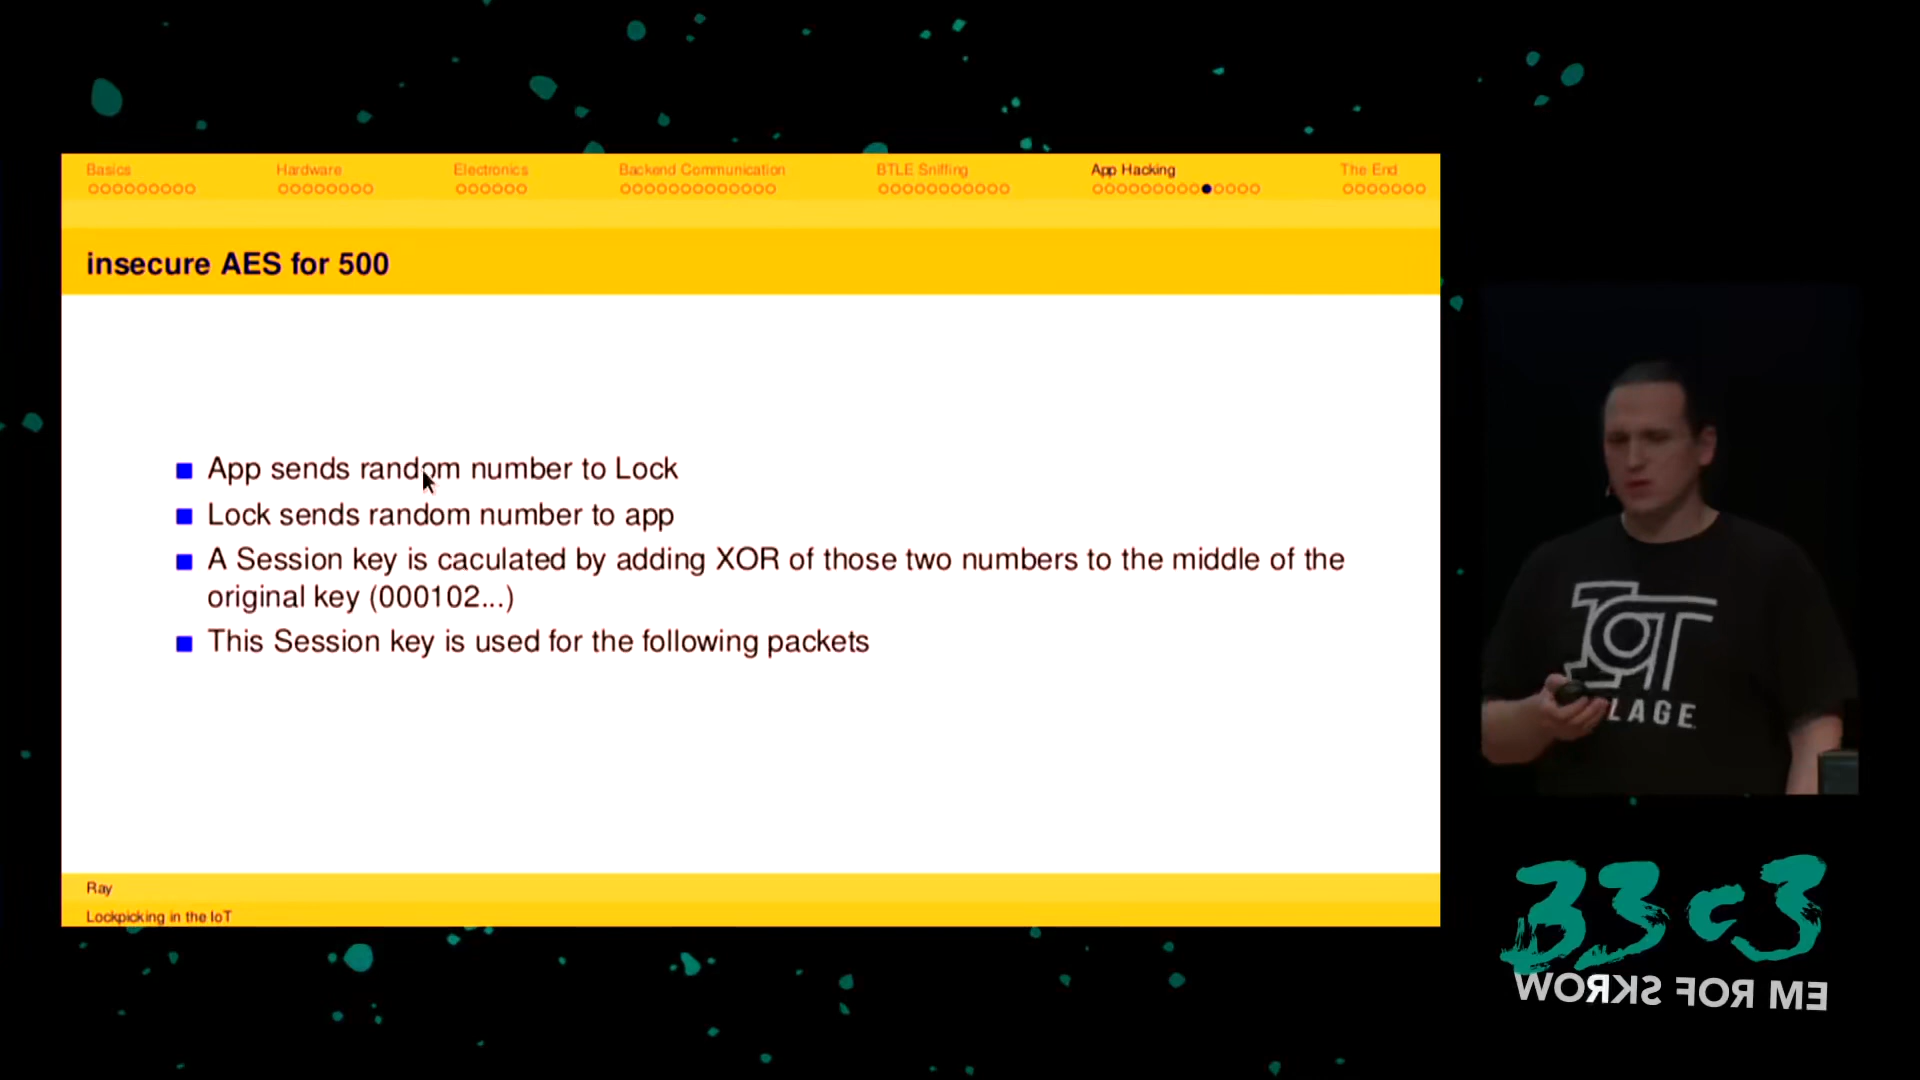 Basics Hardware Electronics Backend Communication BTLE Sniffing App Hacking The End
insecure AES for 500
App sends random number to Lock
Lock sends random number to app
A Session key is caculated by adding XOR of those two numbers to the middle of the
original key (000102...)
This Session key is used for the following packets
Ray
Lockpicking in the IoT
IoT
LAGE
33c3
WORKS FOR ME